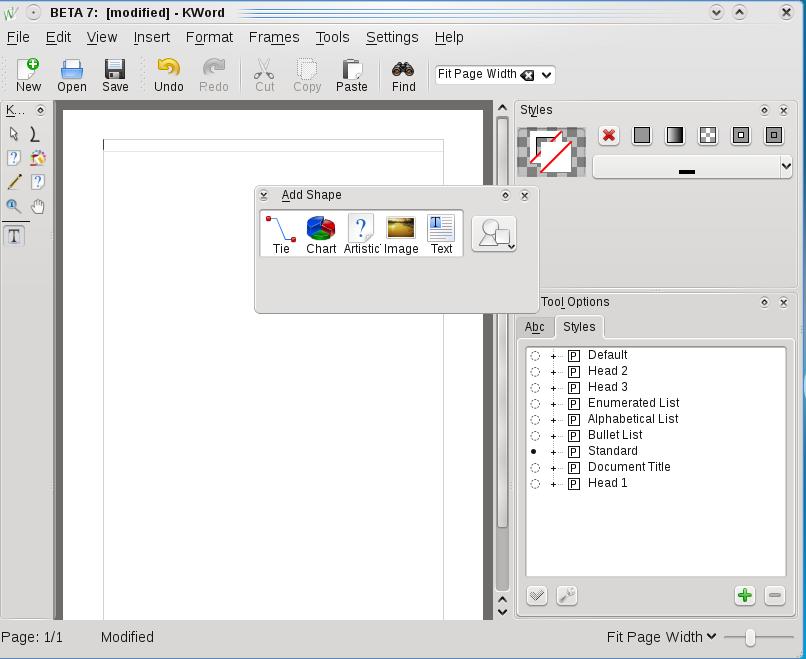 BETA 7: [modified] - KWord
File Edit View Insert Format Frames Tools Settings Help
New Open Save Undo Redo Cut Copy Paste Find Fit Page Width
K...
Styles
Add Shape
Tie Chart Artistic Image Text
Tool Options
Abc Styles
P Default
P Head 2
P Head 3
P Enumerated List
P Alphabetical List
P Bullet List
P Standard
P Document Title
P Head 1
T
Page: 1/1 Modified Fit Page Width